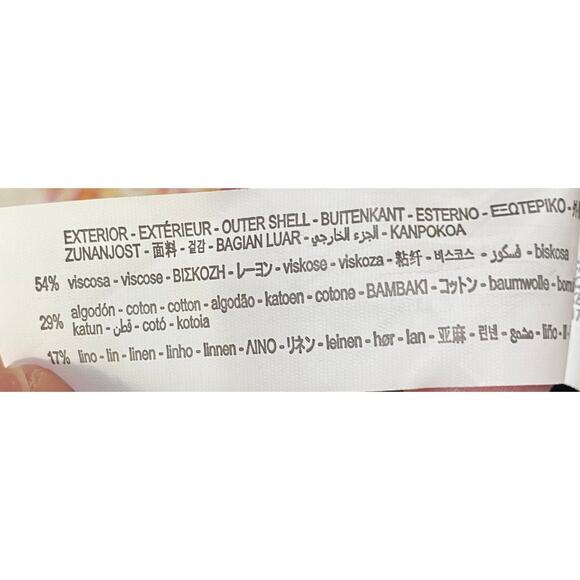 EXTERIOR - EXTÉRIEUR - OUTER SHELL - BUITENKANT - ESTERNO - ΕΞΩΤΕΡΙΚΟ -
ZUNANJOST - 面料 - 겉감 - BAGIAN LUAR - الجزء الخارجي - KANPOKOA
54% viscosa - viscose - ΒΙΣΚΟΖΗ - レーヨン - viskose - viskoza - 粘纤 - 비스코스 - فسكوز - biskosa
29% algodón - coton - cotton - algodão - katoen - cotone - ΒΑΜΒΑΚΙ - コットン - baumwolle -
katun - قطن - cotó - kotoia
17% lino - lin - linen - linho - linnen - ΛΙΝΟ - リネン - leinen - hør - lan - 亚麻 - 린넨 - liño -